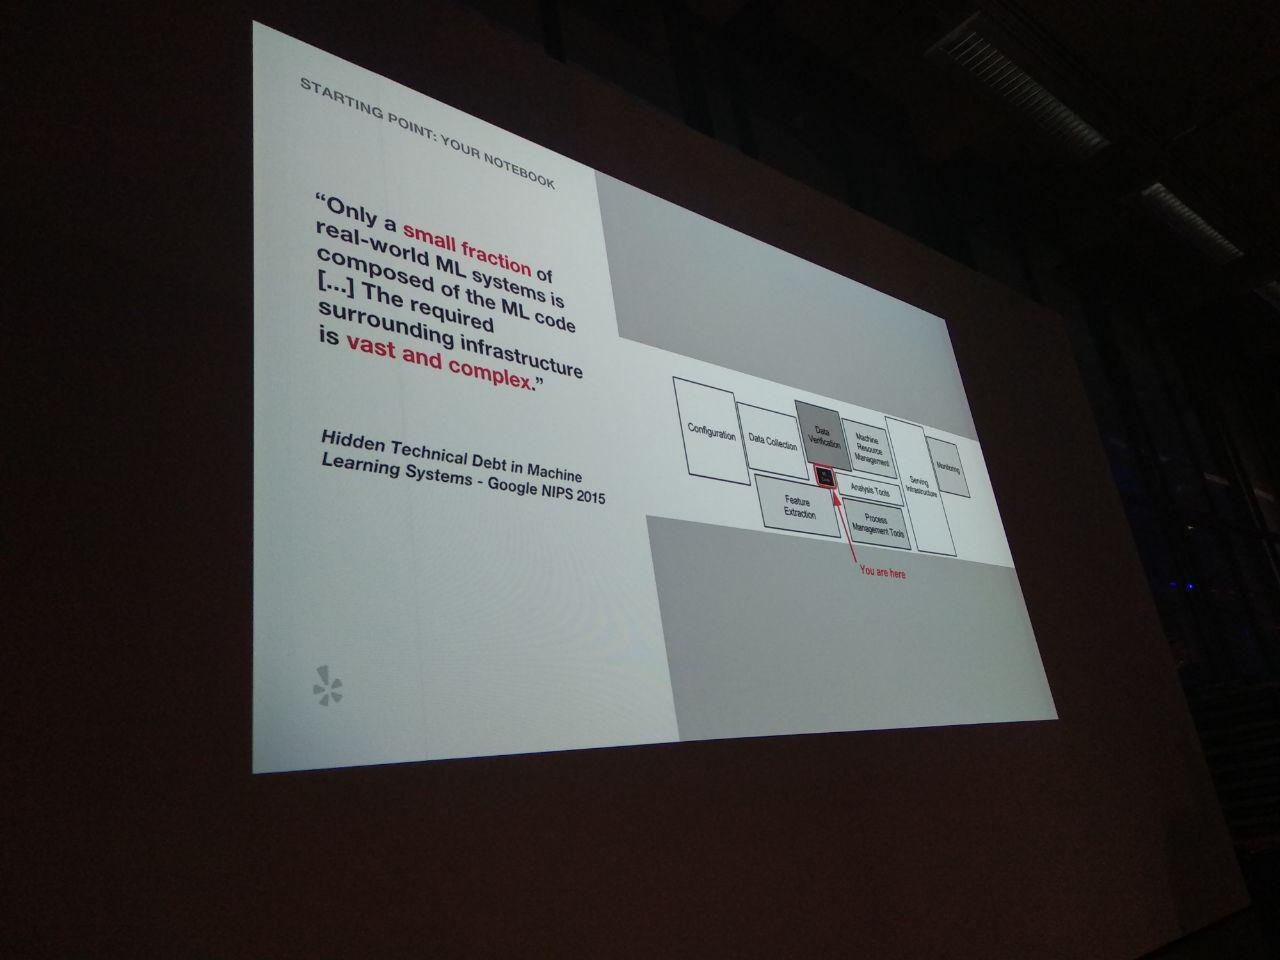 STARTING POINT: YOUR NOTEBOOK
“Only a small fraction of
real-world ML systems is
composed of the ML code
[...] The required
surrounding infrastructure
is vast and complex.”
Hidden Technical Debt in Machine
Learning Systems - Google NIPS 2015
Configuration
Data Collection
Data
Verification
Machine
Resource
Management
Monitoring
Serving
Infrastructure
ML
Code
Analysis Tools
Feature
Extraction
Process
Management Tools
You are here